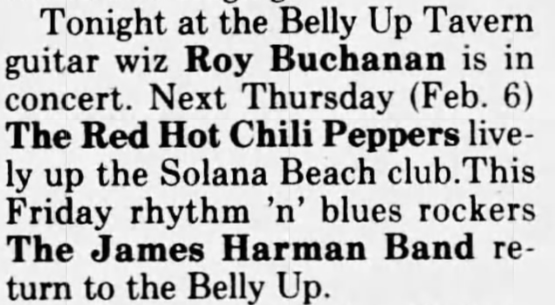 Tonight at the Belly Up Tavern
guitar wiz Roy Buchanan is in
concert. Next Thursday (Feb. 6)
The Red Hot Chili Peppers live-
ly up the Solana Beach club.This
Friday rhythm 'n' blues rockers
The James Harman Band re-
turn to the Belly Up.